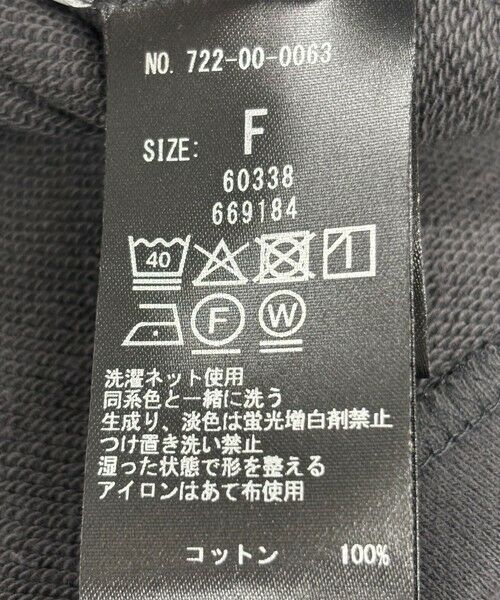 NO. 722-00-0063
SIZE: F
60338
669184
40
F W
洗濯ネット使用
同系色と一緒に洗う
生成り、淡色は蛍光増白剤禁止
つけ置き洗い禁止
湿った状態で形を整える
アイロンはあて布使用
コットン 100%